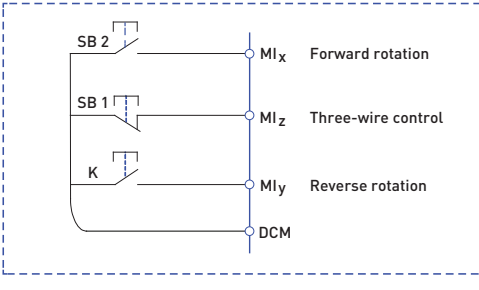 SB 2 MIX Forward rotation
SB 1 MIZ Three-wire control
K MIy Reverse rotation
DCM